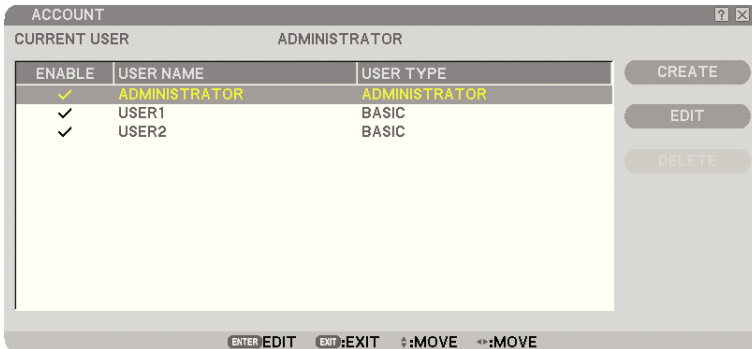 ACCOUNT
CURRENT USER ADMINISTRATOR
ENABLE USER NAME USER TYPE
ADMINISTRATOR ADMINISTRATOR
USER1 BASIC
USER2 BASIC
CREATE
EDIT
DELETE
ENTER EDIT EXIT :EXIT :MOVE :MOVE